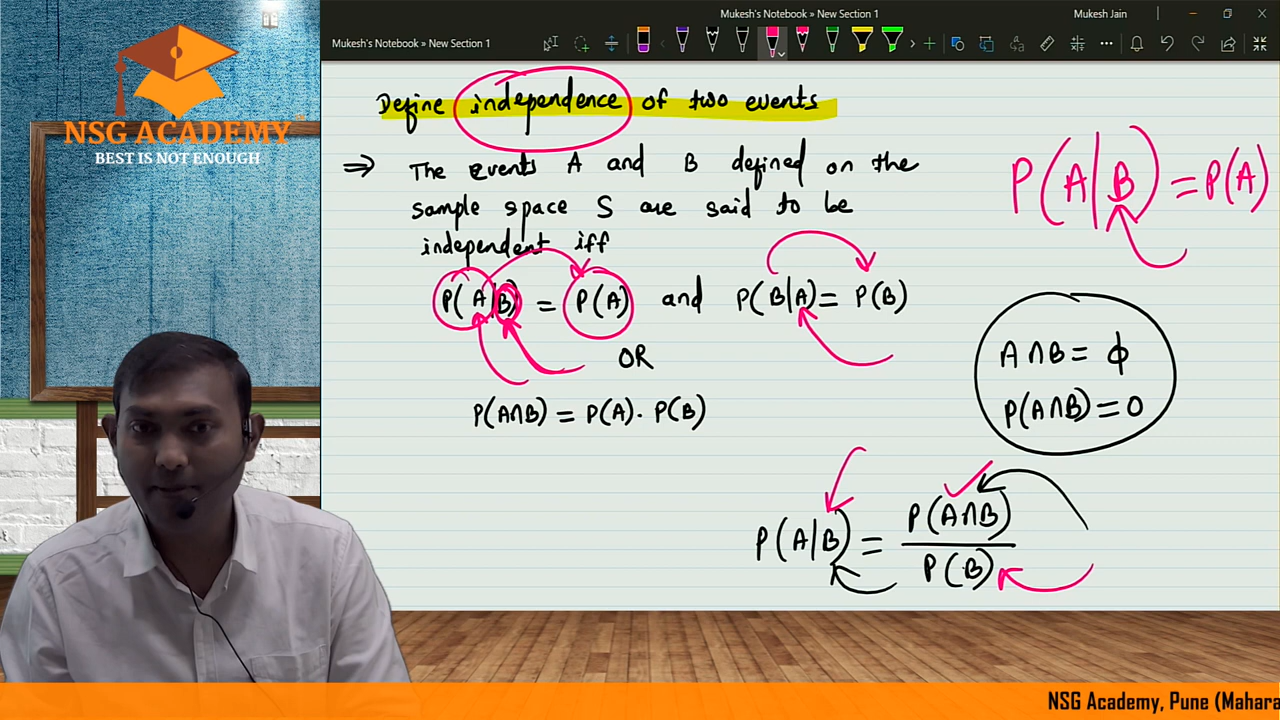 Mukesh's Notebook » New Section 1
Mukesh Jain
Mukesh's Notebook » New Section 1
NSG ACADEMY
BEST IS NOT ENOUGH
Define independence of two events
⇒ The events A and B defined on the
sample space S are said to be
independent iff
P(A|B) = P(A) and P(B|A) = P(B)
OR
P(A∩B) = P(A) . P(B)
P(A|B) = P(A)
A∩B = ϕ
P(A∩B) = 0
P(A|B) = P(A∩B)
P(B)
NSG Academy, Pune (Mahara